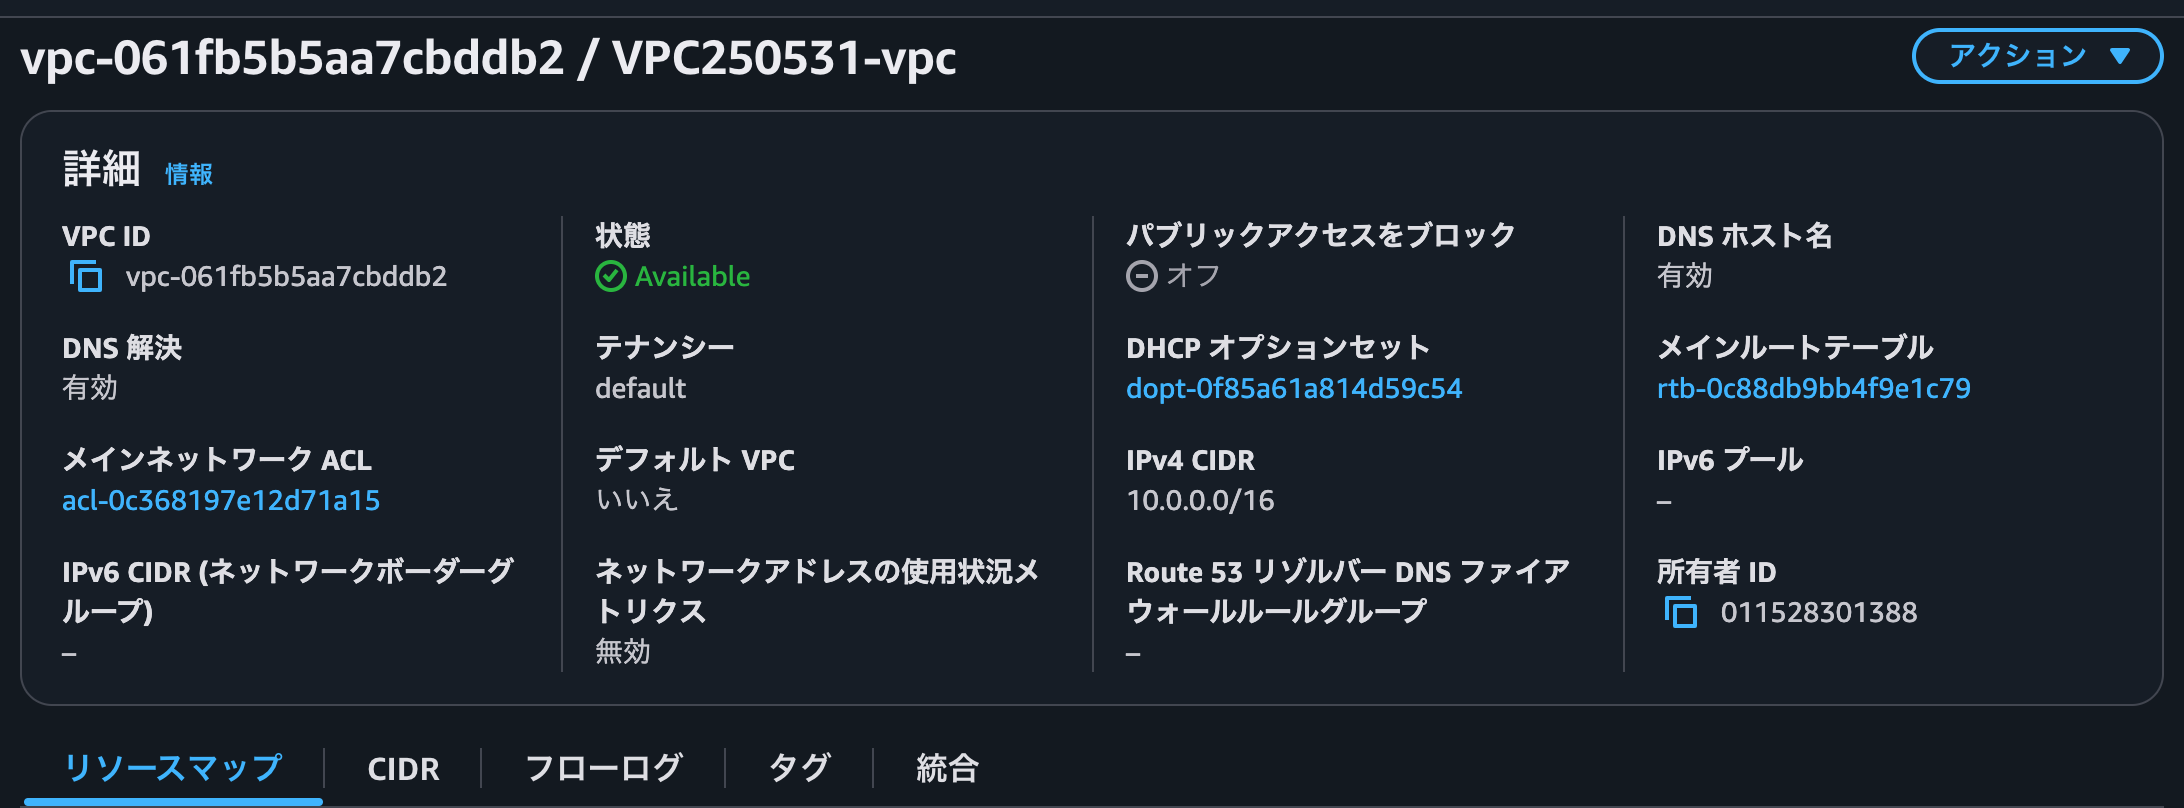 vpc-061fb5b5aa7cbddb2 / VPC250531-vpc
アクション
詳細 情報
VPC ID
vpc-061fb5b5aa7cbddb2
状態
Available
パブリックアクセスをブロック
オフ
DNS ホスト名
有効
DNS 解決
有効
テナンシー
default
DHCP オプションセット
dopt-0f85a61a814d59c54
メインルートテーブル
rtb-0c88db9bb4f9e1c79
メインネットワーク ACL
acl-0c368197e12d71a15
デフォルト VPC
いいえ
IPv4 CIDR
10.0.0.0/16
IPv6 プール
–
IPv6 CIDR (ネットワークボーダーグ
ループ)
–
ネットワークアドレスの使用状況メ
トリクス
無効
Route 53 リゾルバー DNS ファイア
ウォールルールグループ
–
所有者 ID
011528301388
リソースマップ
CIDR
フローログ
タグ
統合